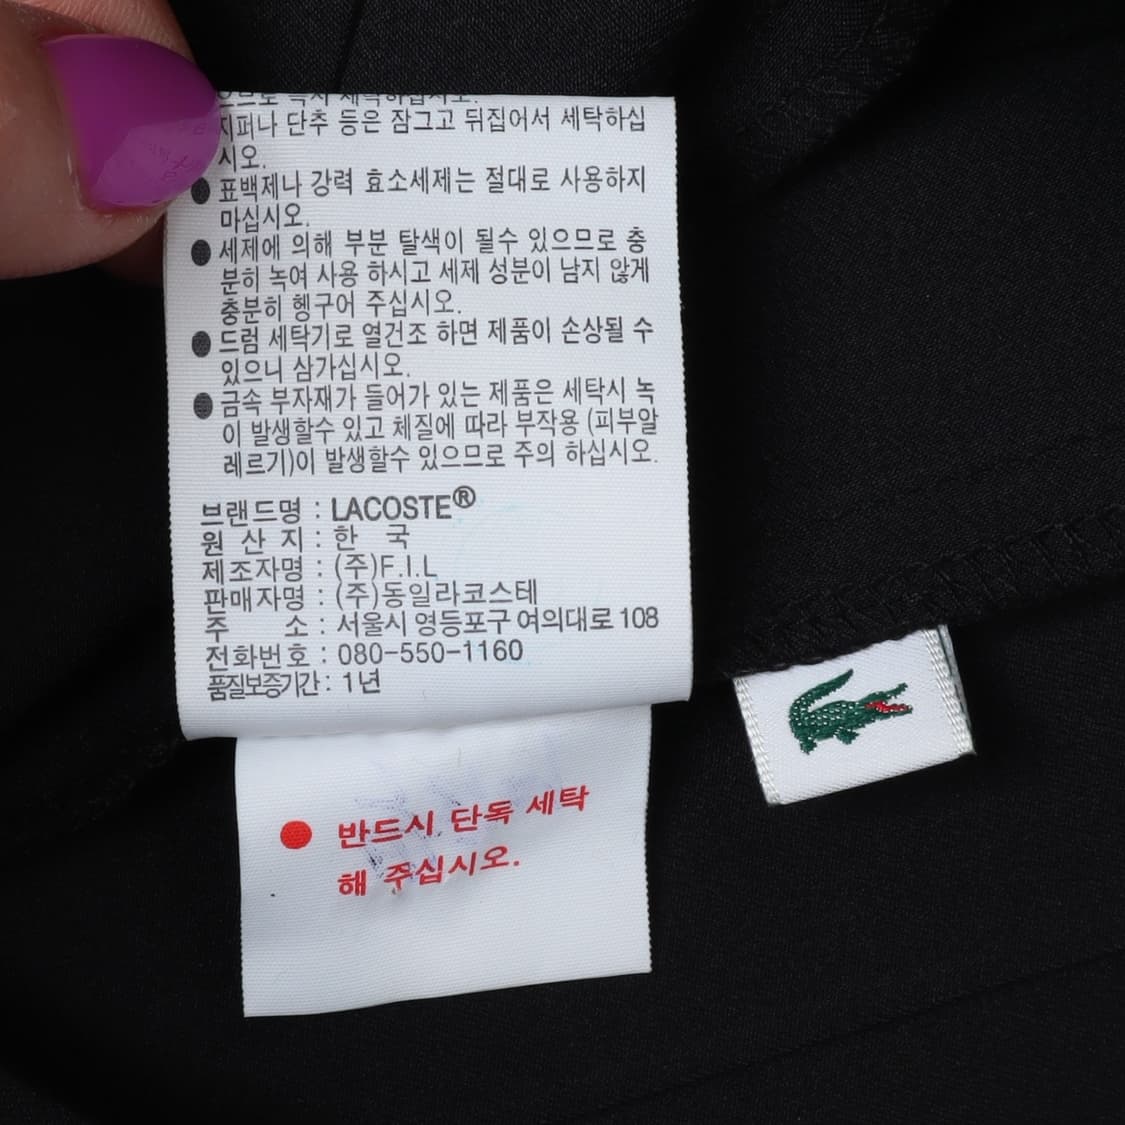 으므로 즉시 세탁하십시오.
지퍼나 단추 등은 잠그고 뒤집어서 세탁하십
시오.
● 표백제나 강력 효소세제는 절대로 사용하지
마십시오.
● 세제에 의해 부분 탈색이 될수 있으므로 충
분히 녹여 사용 하시고 세제 성분이 남지 않게
충분히 헹구어 주십시오.
● 드럼 세탁기로 열건조 하면 제품이 손상될 수
있으니 삼가십시오.
● 금속 부자재가 들어가 있는 제품은 세탁시 녹
이 발생할수 있고 체질에 따라 부작용 (피부알
레르기)이 발생할수 있으므로 주의 하십시오.
브랜드명 : LACOSTE®
원 산 지 : 한 국
제조자명 : (주)F.I.L
판매자명 : (주)동일라코스테
주 소 : 서울시 영등포구 여의대로 108
전화번호 : 080-550-1160
품질보증기간 : 1년
● 반드시 단독 세탁
해 주십시오.